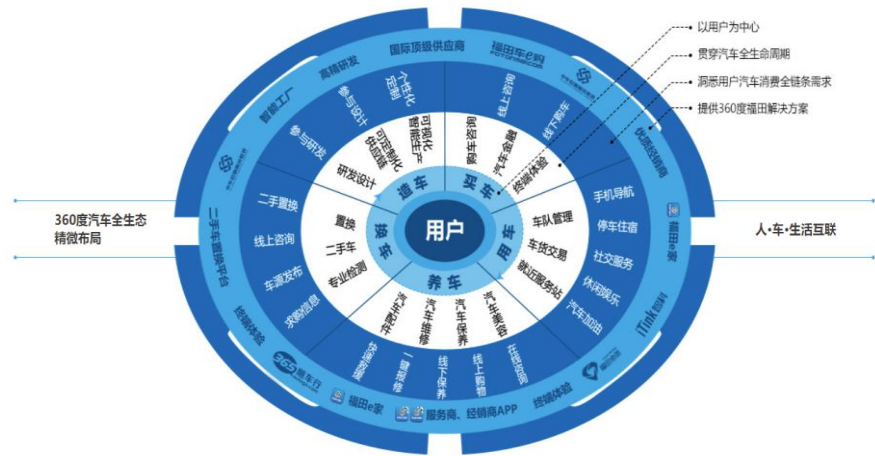 以用户为中心
贯穿汽车全生命周期
洞悉用户汽车消费全链条需求
提供360度福田解决方案
360度汽车全生态
精微布局
人·车·生活互联
用户
造车
买车
用车
养车
换车
研发设计
可定制化
供应链
可视化
智能生产
购车咨询
汽车金融
终端体验
车队管理
车货交易
就近服务站
汽车保养
汽车维修
汽车配件
专业检测
二手车
置换
参与研发
参与设计
个性化
定制
线上咨询
线下购车
手机导航
停车住宿
社交服务
休闲娱乐
汽车加油
在线咨询
线上购物
线下保养
一键报修
快速救援
求购信息
车源发布
线上咨询
二手置换
智能工厂
高精研发
国际顶级供应商
福田车e购
优质经销商
福田e家
iTink智科
终端体验
服务商、经销商APP
福田e家
365
终端体验
二手车置换平台